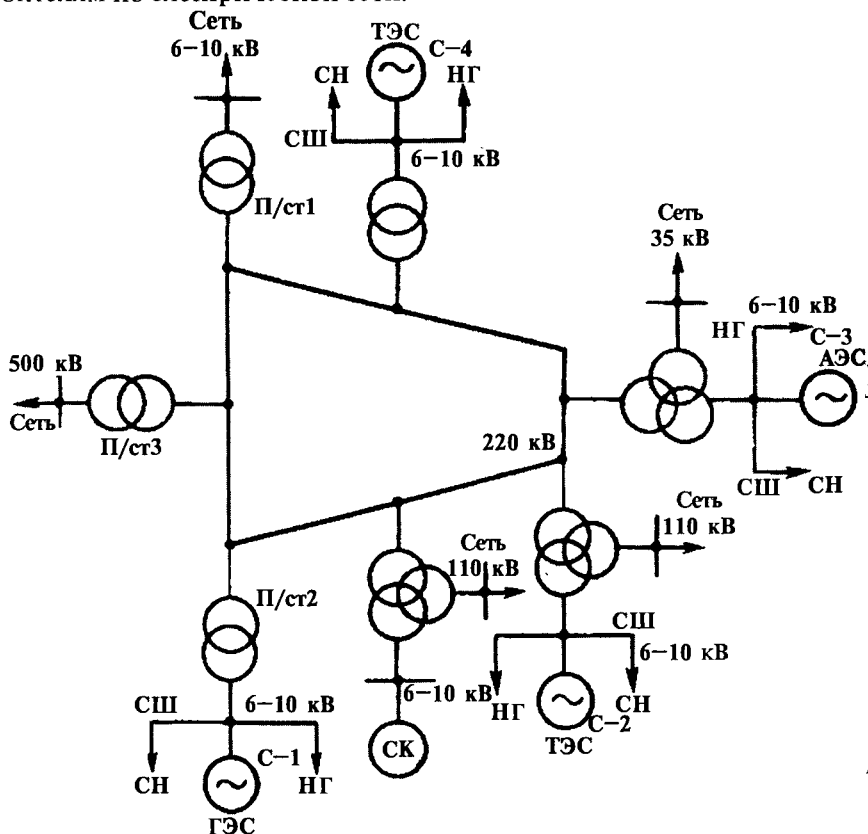 Сеть
6–10 кВ
П/ст1
ТЭС
С–4
СН
НГ
СШ
6–10 кВ
Сеть
35 кВ
6–10 кВ
НГ
С–3
АЭС
СШ
СН
500 кВ
Сеть
П/ст3
220 кВ
Сеть
110 кВ
Сеть
110 кВ
П/ст2
СШ
6–10 кВ
СН
НГ
С–1
ГЭС
6–10 кВ
СК
СШ
6–10 кВ
НГ
СН
С–2
ТЭС